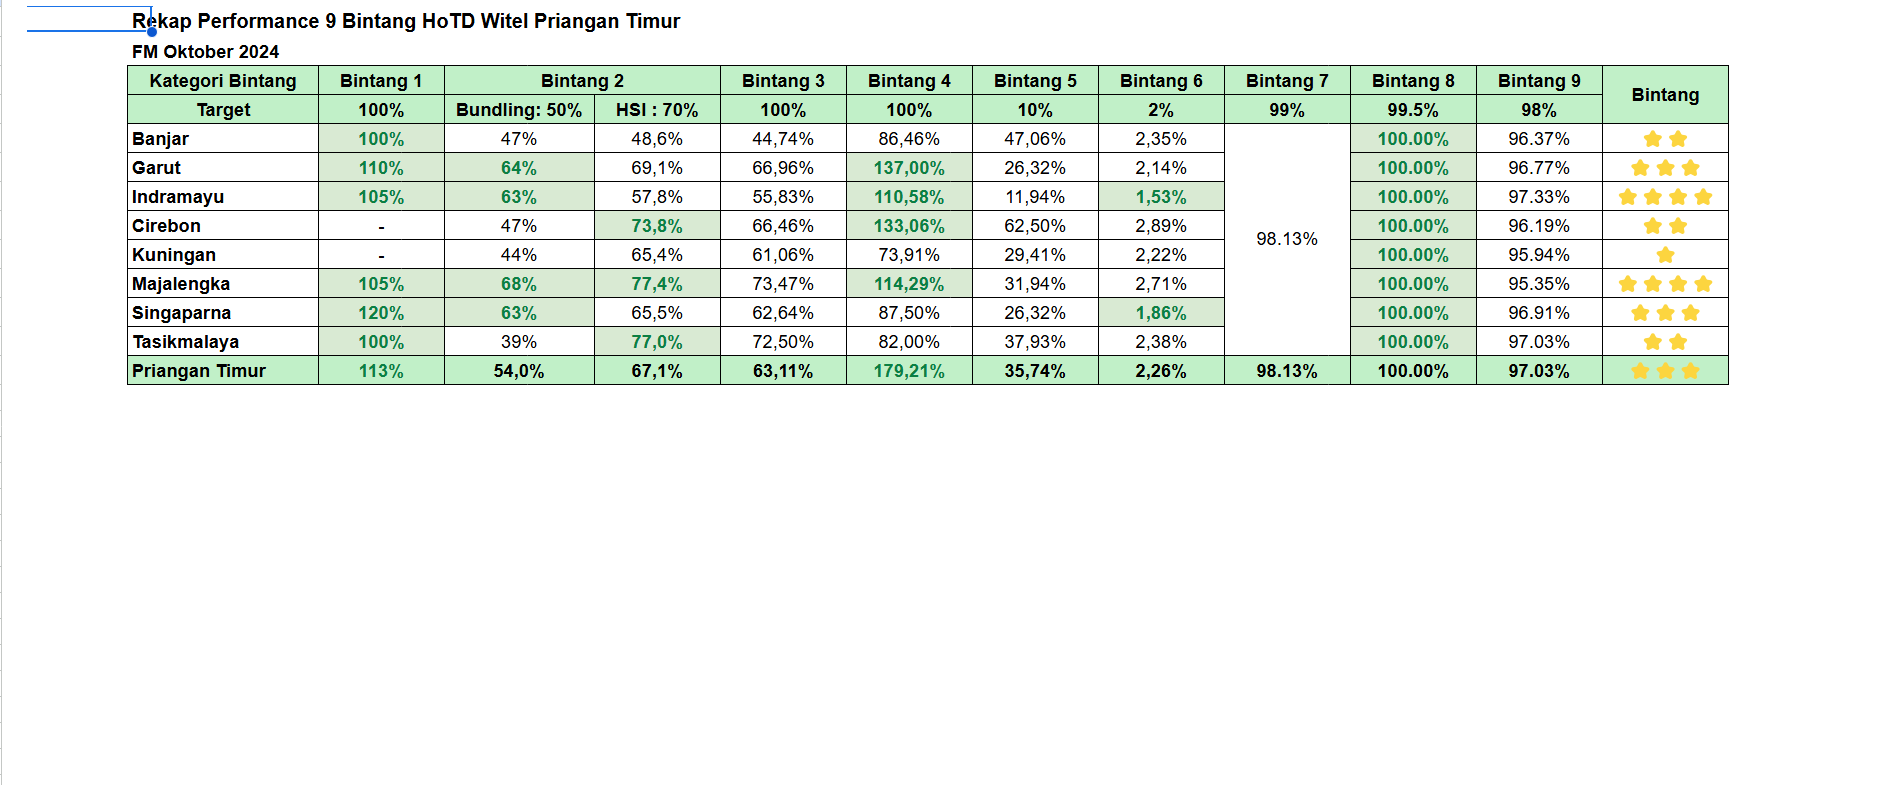 Rekap Performance 9 Bintang HoTD Witel Priangan Timur
FM Oktober 2024
Kategori Bintang Bintang 1 Bintang 2 Bintang 3 Bintang 4 Bintang 5 Bintang 6 Bintang 7 Bintang 8 Bintang 9 Bintang
Target 100% Bundling: 50% HSI : 70% 100% 100% 10% 2% 99% 99.5% 98%
Banjar 100% 47% 48,6% 44,74% 86,46% 47,06% 2,35% 100.00% 96.37%
Garut 110% 64% 69,1% 66,96% 137,00% 26,32% 2,14% 100.00% 96.77%
Indramayu 105% 63% 57,8% 55,83% 110,58% 11,94% 1,53% 100.00% 97.33%
Cirebon - 47% 73,8% 66,46% 133,06% 62,50% 2,89% 100.00% 96.19%
98.13%
Kuningan - 44% 65,4% 61,06% 73,91% 29,41% 2,22% 100.00% 95.94%
Majalengka 105% 68% 77,4% 73,47% 114,29% 31,94% 2,71% 100.00% 95.35%
Singaparna 120% 63% 65,5% 62,64% 87,50% 26,32% 1,86% 100.00% 96.91%
Tasikmalaya 100% 39% 77,0% 72,50% 82,00% 37,93% 2,38% 100.00% 97.03%
Priangan Timur 113% 54,0% 67,1% 63,11% 179,21% 35,74% 2,26% 98.13% 100.00% 97.03%